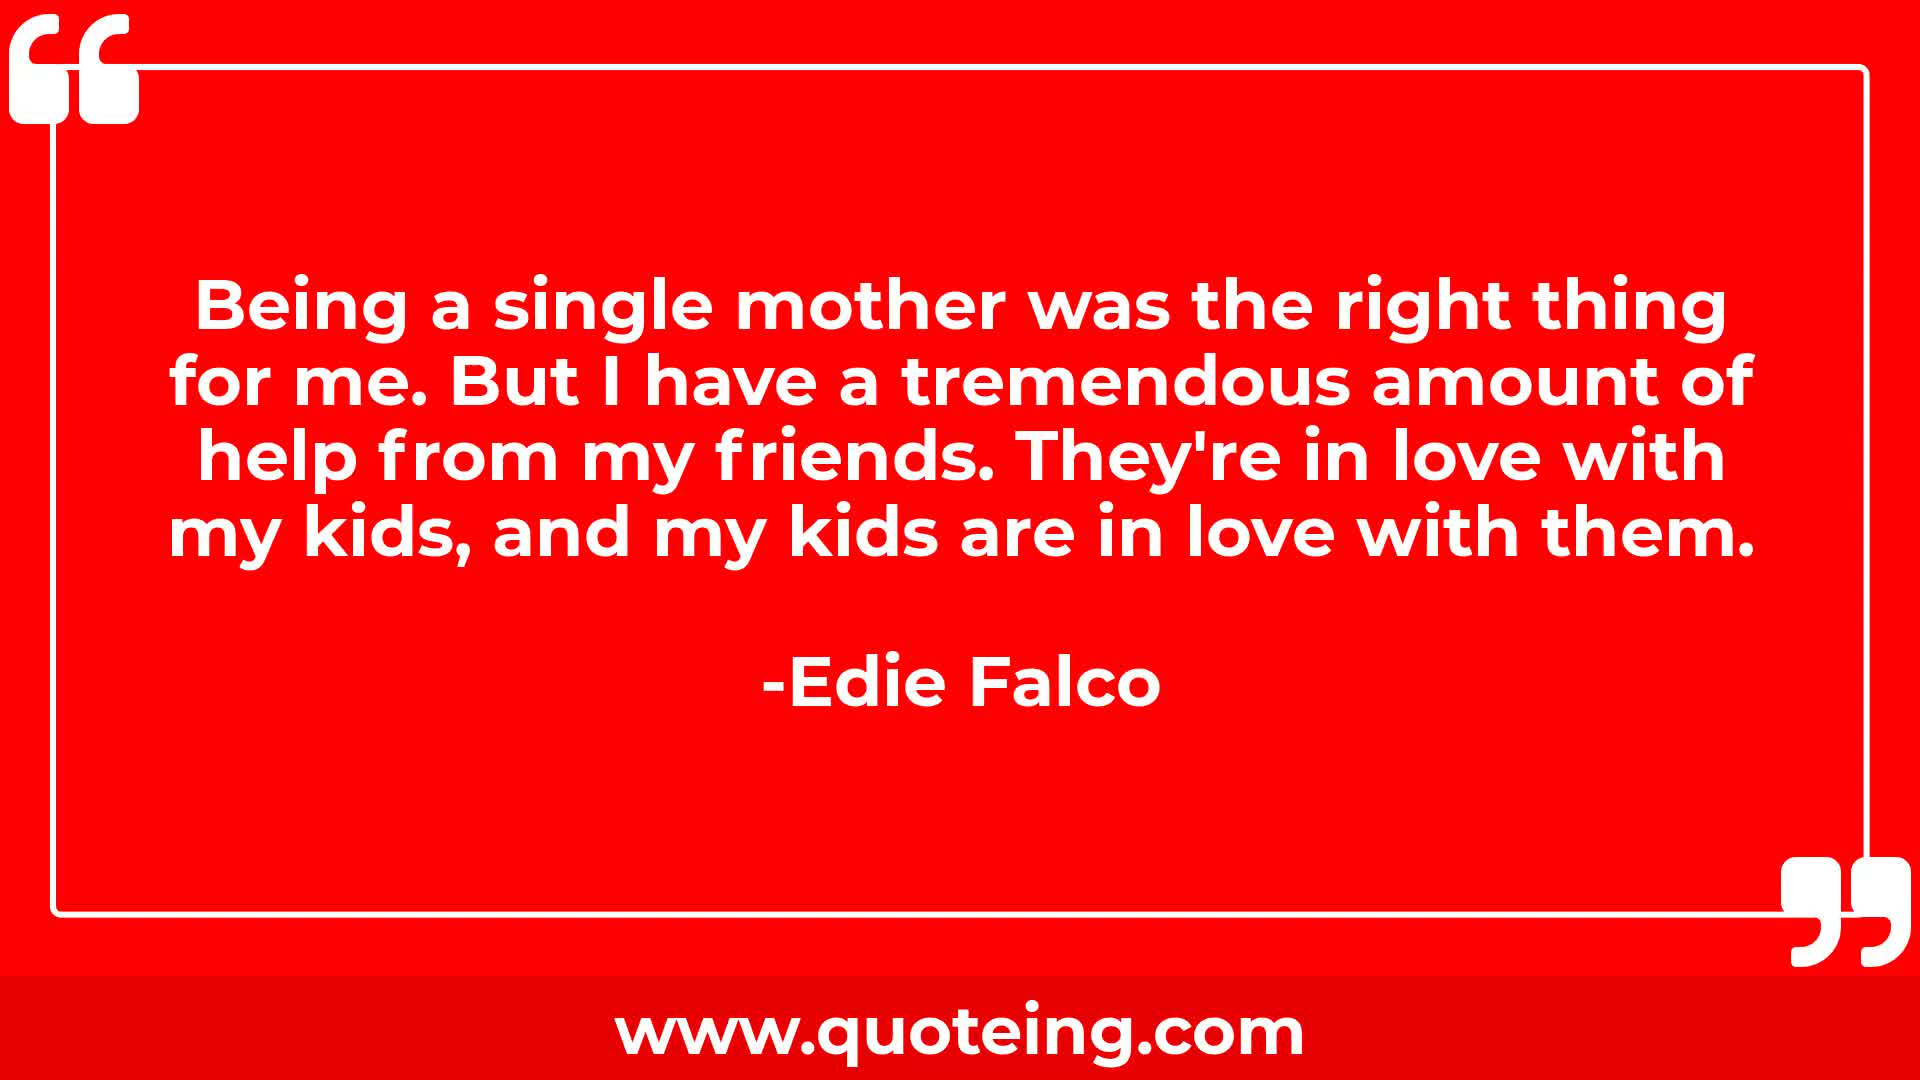 Being a single mother was the right thing
for me. But I have a tremendous amount of
help from my friends. They're in love with
my kids, and my kids are in love with them.
-Edie Falco
www.quoteing.com